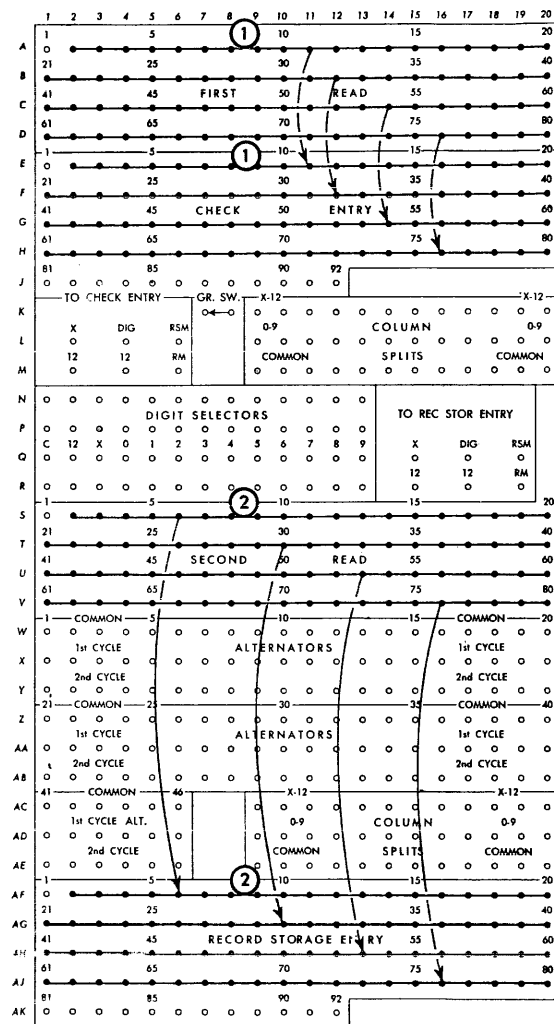 1 2 3 4 5 6 7 8 9 10 11 12 13 14 15 16 17 18 19 20
1 5 1 10 15 20
A
21 25 30 35 40
B
41 45 FIRST 50 READ 55 60
C
61 65 70 75 80
D
1 5 1 10 15 20
E
21 25 30 35 40
F
41 45 CHECK 50 ENTRY 55 60
G
61 65 70 75 80
H
81 85 90 92
J
TO CHECK ENTRY GR. SW. X-12 X-12
K
X DIG RSM 0-9 COLUMN 0-9
L
12 12 RM COMMON SPLITS COMMON
M
N
DIGIT SELECTORS TO REC STOR ENTRY
P
C 12 X 0 1 2 3 4 5 6 7 8 9 X DIG RSM
Q
12 12 RM
R
1 5 2 10 15 20
S
21 25 30 35 40
T
41 45 SECOND 50 READ 55 60
U
61 65 70 75 80
V
1 COMMON 5 10 15 COMMON 20
W
1st CYCLE ALTERNATORS 1st CYCLE
X
2nd CYCLE 2nd CYCLE
Y
21 COMMON 25 30 35 COMMON 40
Z
1st CYCLE ALTERNATORS 1st CYCLE
AA
2nd CYCLE 2nd CYCLE
AB
41 COMMON 46 X-12 X-12
AC
1st CYCLE ALT. 0-9 COLUMN 0-9
AD
2nd CYCLE COMMON SPLITS COMMON
AE
1 5 2 10 15 20
AF
21 25 30 35 40
AG
41 45 RECORD STORAGE ENTRY 55 60
AH
61 65 70 75 80
AJ
81 85 90 92
AK